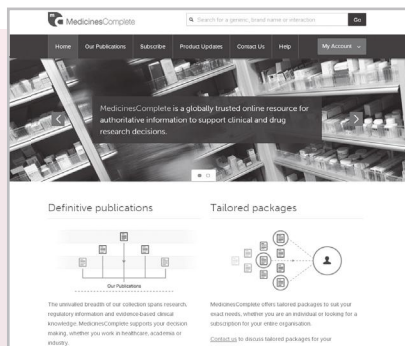 MedicinesComplete
Search for a generic, brand name or interaction
Go
Home
Our Publications
Subscribe
Product Updates
Contact Us
Help
My Account
MedicinesComplete is a globally trusted online resource for
authoritative information to support clinical and drug
research decisions.
Definitive publications
Our Publications
The unrivalled breadth of our collection spans research,
regulatory information and evidence-based clinical
knowledge. MedicinesComplete supports your decision
making, whether you work in healthcare, academia or
industry.
Tailored packages
MedicinesComplete offers tailored packages to suit your
exact needs, whether you are an individual or looking for a
subscription for your entire organisation.
Contact us to discuss tailored packages for your